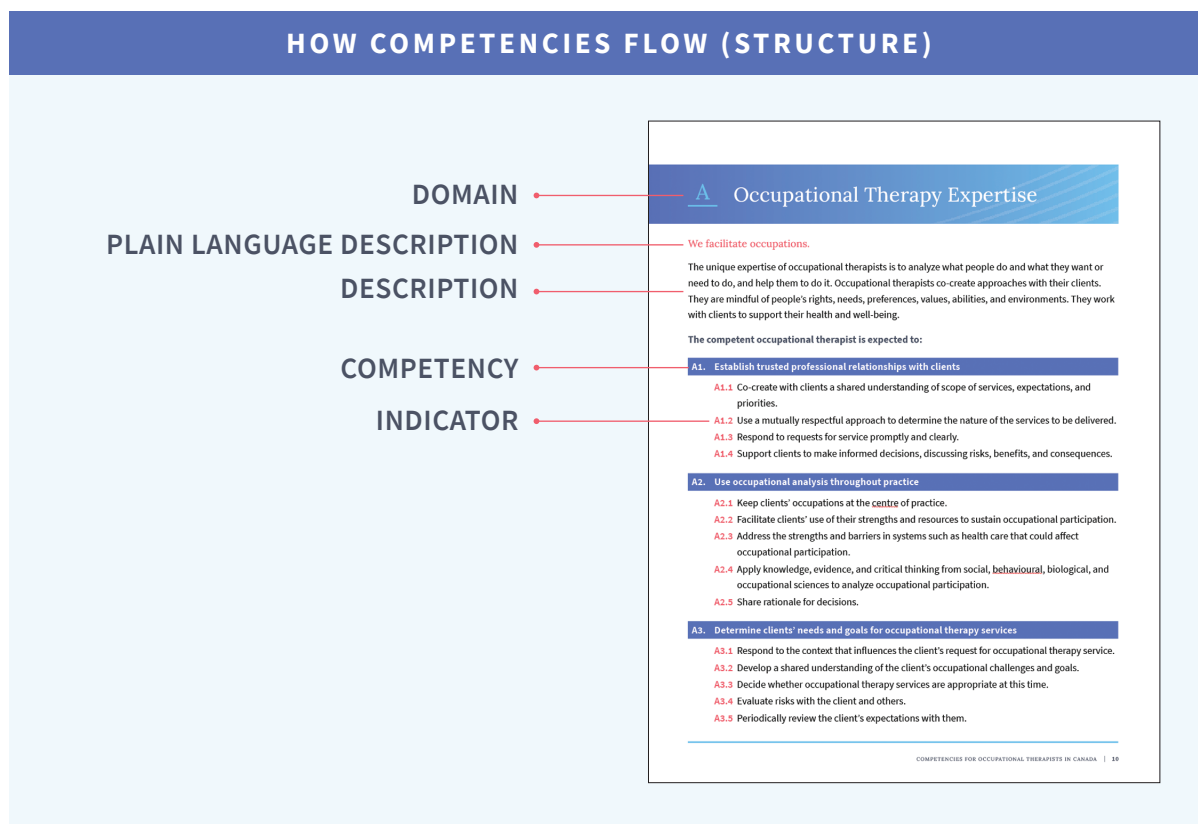 HOW COMPETENCIES FLOW (STRUCTURE)
DOMAIN
PLAIN LANGUAGE DESCRIPTION
DESCRIPTION
COMPETENCY
INDICATOR
A Occupational Therapy Expertise
We facilitate occupations.
The unique expertise of occupational therapists is to analyze what people do and what they want or
need to do, and help them to do it. Occupational therapists co-create approaches with their clients.
They are mindful of people's rights, needs, preferences, values, abilities, and environments. They work
with clients to support their health and well-being.
The competent occupational therapist is expected to:
A1. Establish trusted professional relationships with clients
A1.1 Co-create with clients a shared understanding of scope of services, expectations, and
priorities.
A1.2 Use a mutually respectful approach to determine the nature of the services to be delivered.
A1.3 Respond to requests for service promptly and clearly.
A1.4 Support clients to make informed decisions, discussing risks, benefits, and consequences.
A2. Use occupational analysis throughout practice
A2.1 Keep clients' occupations at the centre of practice.
A2.2 Facilitate clients' use of their strengths and resources to sustain occupational participation.
A2.3 Address the strengths and barriers in systems such as health care that could affect
occupational participation.
A2.4 Apply knowledge, evidence, and critical thinking from social, behavioural, biological, and
occupational sciences to analyze occupational participation.
A2.5 Share rationale for decisions.
A3. Determine clients' needs and goals for occupational therapy services
A3.1 Respond to the context that influences the client's request for occupational therapy service.
A3.2 Develop a shared understanding of the client's occupational challenges and goals.
A3.3 Decide whether occupational therapy services are appropriate at this time.
A3.4 Evaluate risks with the client and others.
A3.5 Periodically review the client's expectations with them.
COMPETENCIES FOR OCCUPATIONAL THERAPISTS IN CANADA | 10